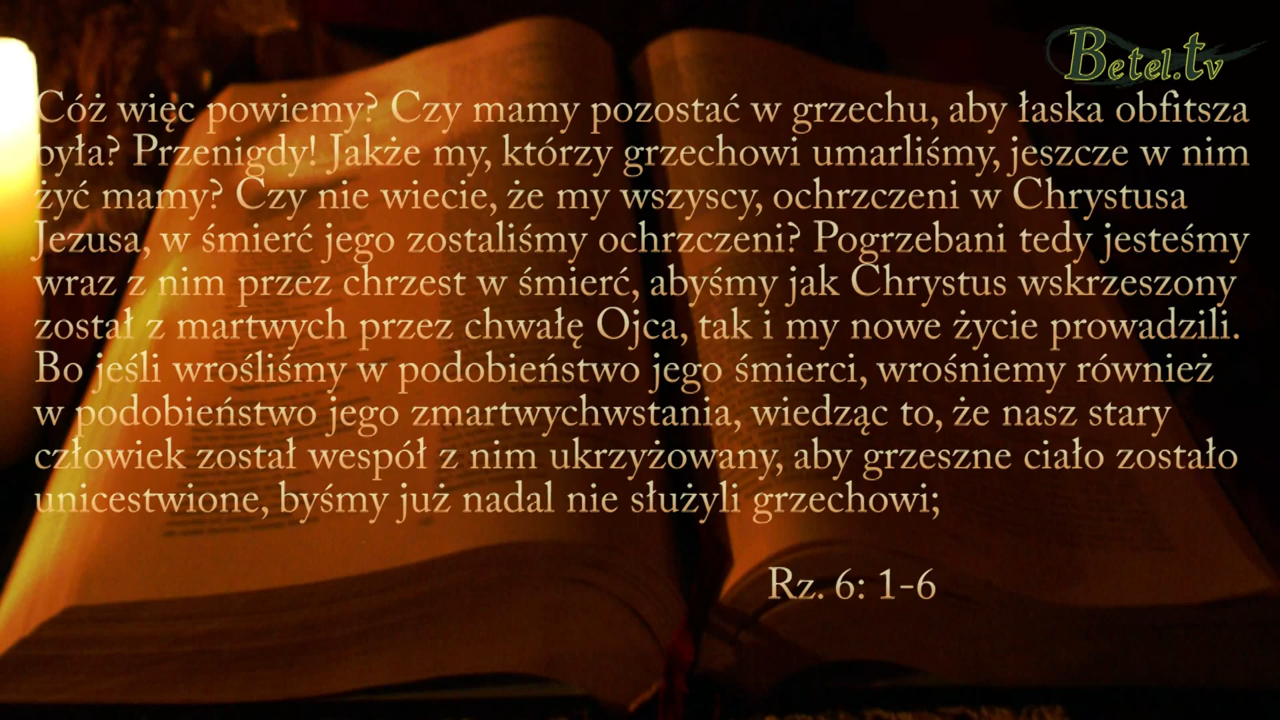 Betel.tv
Cóż więc powiemy? Czy mamy pozostać w grzechu, aby łaska obfitsza
była? Przenigdy! Jakże my, którzy grzechowi umarliśmy, jeszcze w nim
żyć mamy? Czy nie wiecie, że my wszyscy, ochrzczeni w Chrystusa
Jezusa, w śmierć jego zostaliśmy ochrzczeni? Pogrzebani tedy jesteśmy
wraz z nim przez chrzest w śmierć, abyśmy jak Chrystus wskrzeszony
został z martwych przez chwałę Ojca, tak i my nowe życie prowadzili.
Bo jeśli wrośliśmy w podobieństwo jego śmierci, wrośniemy również
w podobieństwo jego zmartwychwstania, wiedząc to, że nasz stary
człowiek został wespół z nim ukrzyżowany, aby grzeszne ciało zostało
unicestwione, byśmy już nadal nie służyli grzechowi;
Rz. 6: 1-6